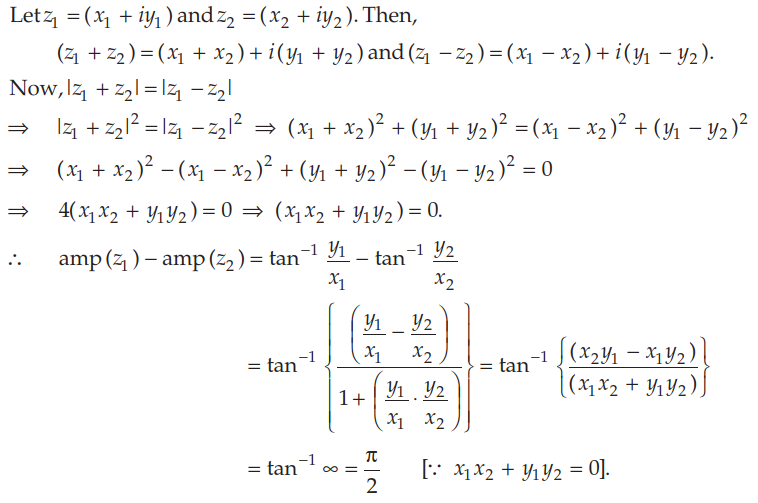 Let z₁ = (x₁ + iy₁) and z₂ = (x₂ + iy₂). Then,
(z₁ + z₂) = (x₁ + x₂) + i(y₁ + y₂) and (z₁ − z₂) = (x₁ − x₂) + i(y₁ − y₂).
Now, |z₁ + z₂| = |z₁ − z₂|
⇒ |z₁ + z₂|² = |z₁ − z₂|² ⇒ (x₁ + x₂)² + (y₁ + y₂)² = (x₁ − x₂)² + (y₁ − y₂)²
⇒ (x₁ + x₂)² − (x₁ − x₂)² + (y₁ + y₂)² − (y₁ − y₂)² = 0
⇒ 4(x₁x₂ + y₁y₂) = 0 ⇒ (x₁x₂ + y₁y₂) = 0.
∴ amp (z₁) − amp (z₂) = tan⁻¹ y₁/x₁ − tan⁻¹ y₂/x₂
= tan⁻¹ {(y₁/x₁ − y₂/x₂)/(1 + (y₁/x₁ · y₂/x₂))} = tan⁻¹ {(x₂y₁ − x₁y₂)/(x₁x₂ + y₁y₂)}
= tan⁻¹ ∞ = π/2 [∵ x₁x₂ + y₁y₂ = 0].